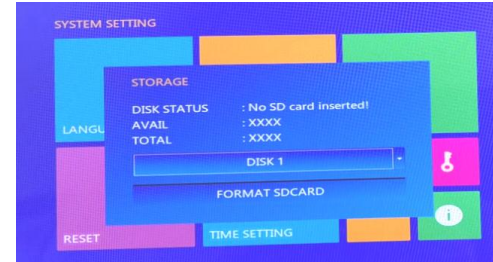 SYSTEM SETTING
STORAGE
DISK STATUS : No SD card inserted!
AVAIL : XXXX
TOTAL : XXXX
DISK 1
FORMAT SDCARD
LANGU
RESET
TIME SETTING
i